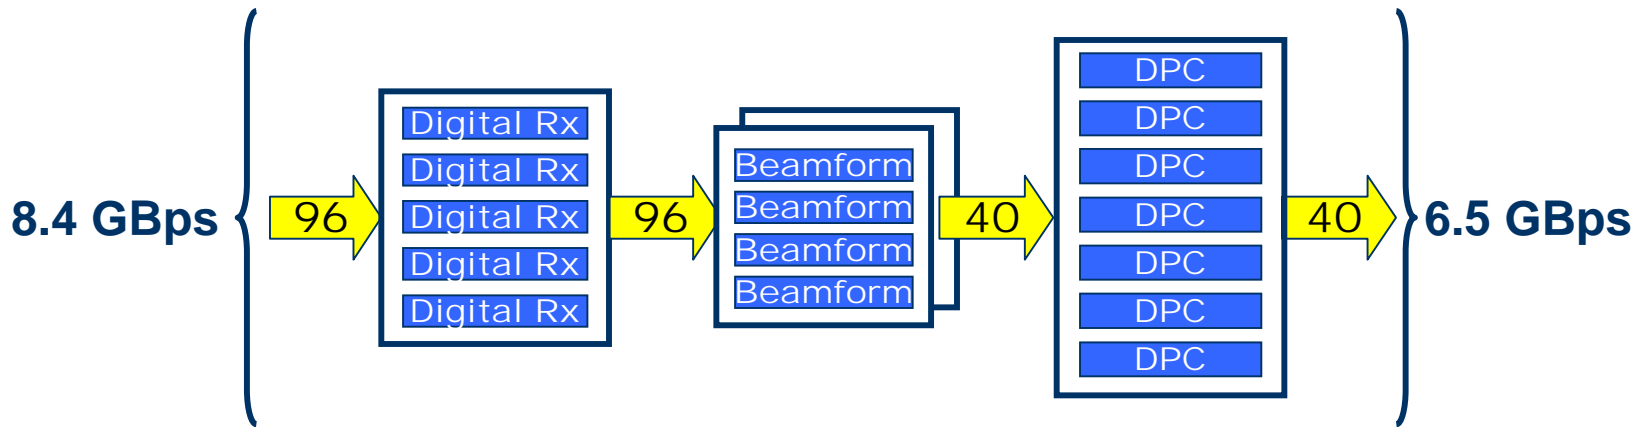 8.4 GBps
96
Digital Rx
Digital Rx
Digital Rx
Digital Rx
Digital Rx
96
Beamform
Beamform
Beamform
Beamform
40
DPC
DPC
DPC
DPC
DPC
DPC
DPC
40
6.5 GBps